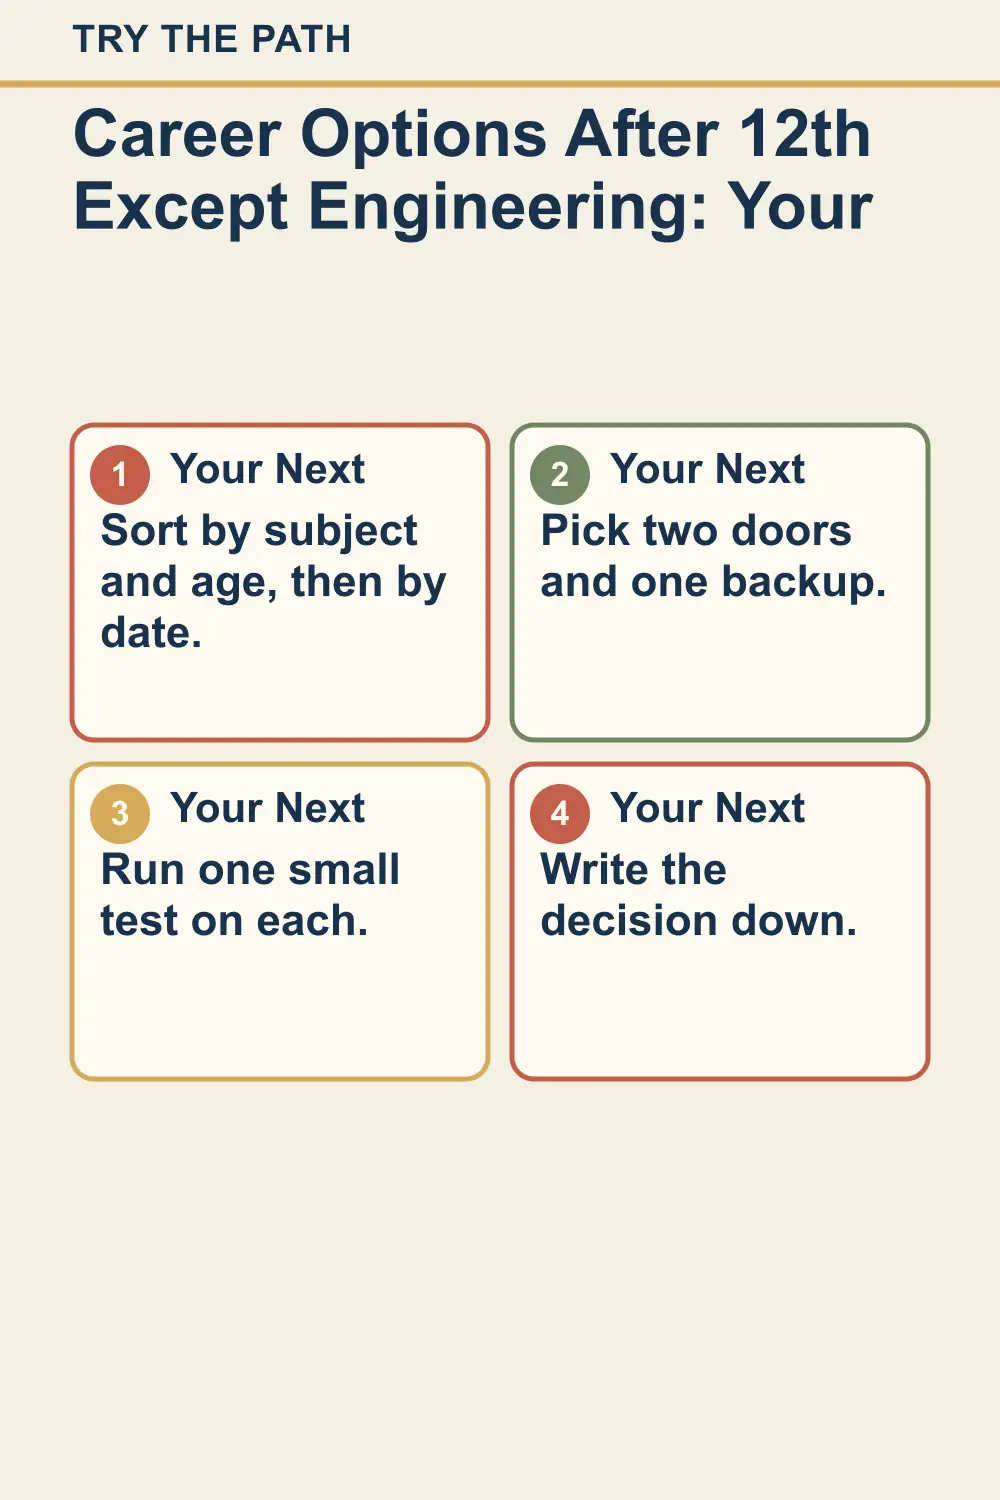 TRY THE PATH
Career Options After 12th
Except Engineering: Your
1 Your Next
Sort by subject
and age, then by
date.
2 Your Next
Pick two doors
and one backup.
3 Your Next
Run one small
test on each.
4 Your Next
Write the
decision down.